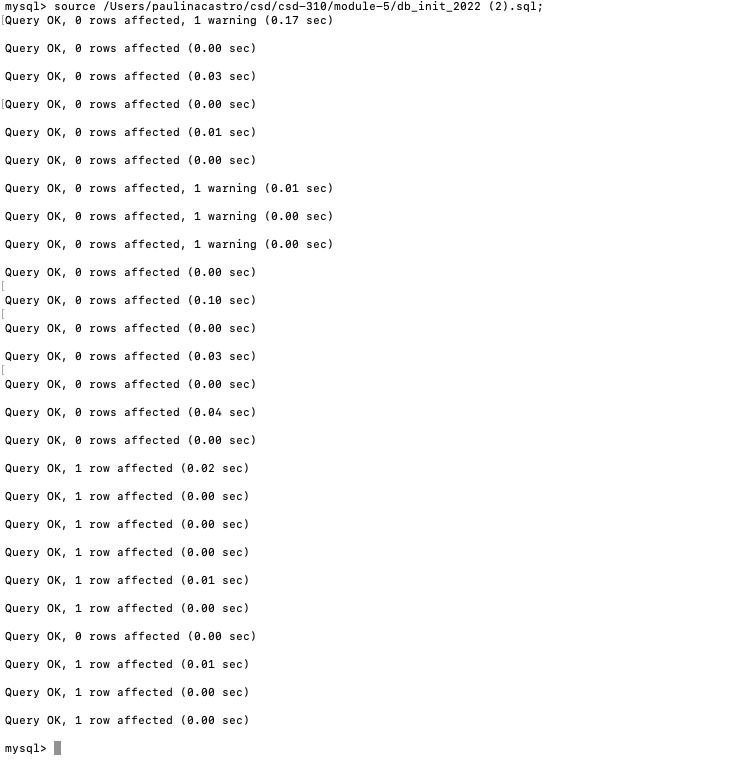 mysql> source /Users/paulinacastro/csd/csd-310/module-5/db_init_2022 (2).sql;
[Query OK, 0 rows affected, 1 warning (0.17 sec)
Query OK, 0 rows affected (0.00 sec)
Query OK, 0 rows affected (0.03 sec)
[Query OK, 0 rows affected (0.00 sec)
Query OK, 0 rows affected (0.01 sec)
Query OK, 0 rows affected (0.00 sec)
Query OK, 0 rows affected, 1 warning (0.01 sec)
Query OK, 0 rows affected, 1 warning (0.00 sec)
Query OK, 0 rows affected, 1 warning (0.00 sec)
Query OK, 0 rows affected (0.00 sec)
[
Query OK, 0 rows affected (0.10 sec)
[
Query OK, 0 rows affected (0.00 sec)
Query OK, 0 rows affected (0.03 sec)
[
Query OK, 0 rows affected (0.00 sec)
Query OK, 0 rows affected (0.04 sec)
Query OK, 0 rows affected (0.00 sec)
Query OK, 1 row affected (0.02 sec)
Query OK, 1 row affected (0.00 sec)
Query OK, 1 row affected (0.00 sec)
Query OK, 1 row affected (0.00 sec)
Query OK, 1 row affected (0.01 sec)
Query OK, 1 row affected (0.00 sec)
Query OK, 0 rows affected (0.00 sec)
Query OK, 1 row affected (0.01 sec)
Query OK, 1 row affected (0.00 sec)
Query OK, 1 row affected (0.00 sec)
mysql>